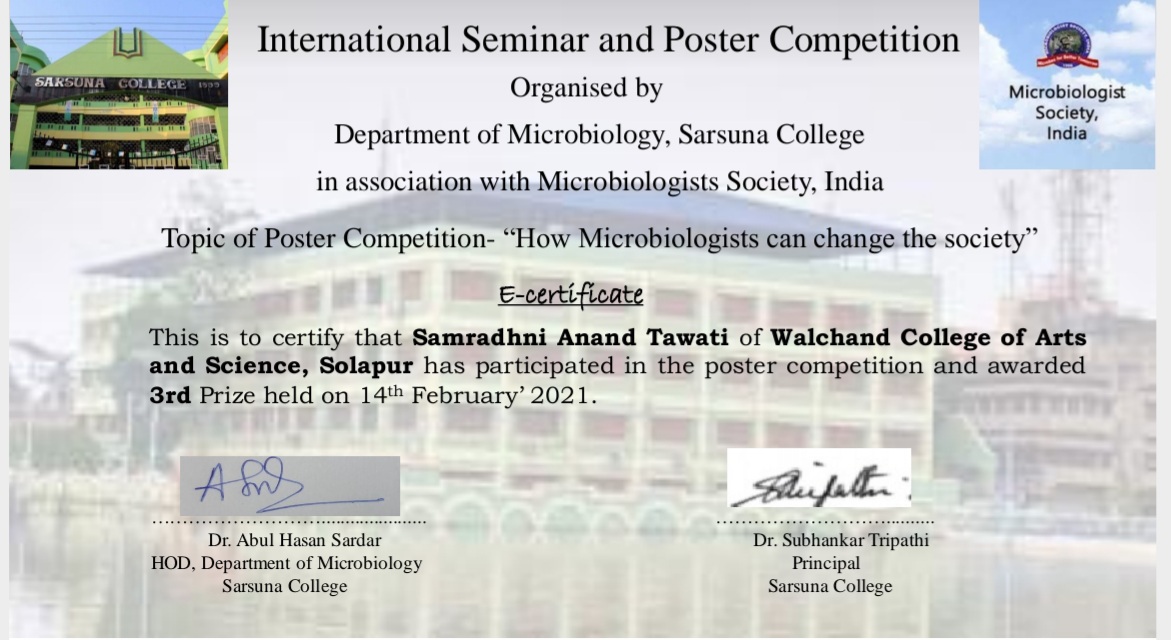 SARSUNA COLLEGE 1999
International Seminar and Poster Competition
Organised by
Department of Microbiology, Sarsuna College
in association with Microbiologists Society, India
Microbiologist
Society,
India
Topic of Poster Competition- “How Microbiologists can change the society”
E-certificate
This is to certify that Samradhni Anand Tawati of Walchand College of Arts
and Science, Solapur has participated in the poster competition and awarded
3rd Prize held on 14th February’ 2021.
Dr. Abul Hasan Sardar
HOD, Department of Microbiology
Sarsuna College
Dr. Subhankar Tripathi
Principal
Sarsuna College